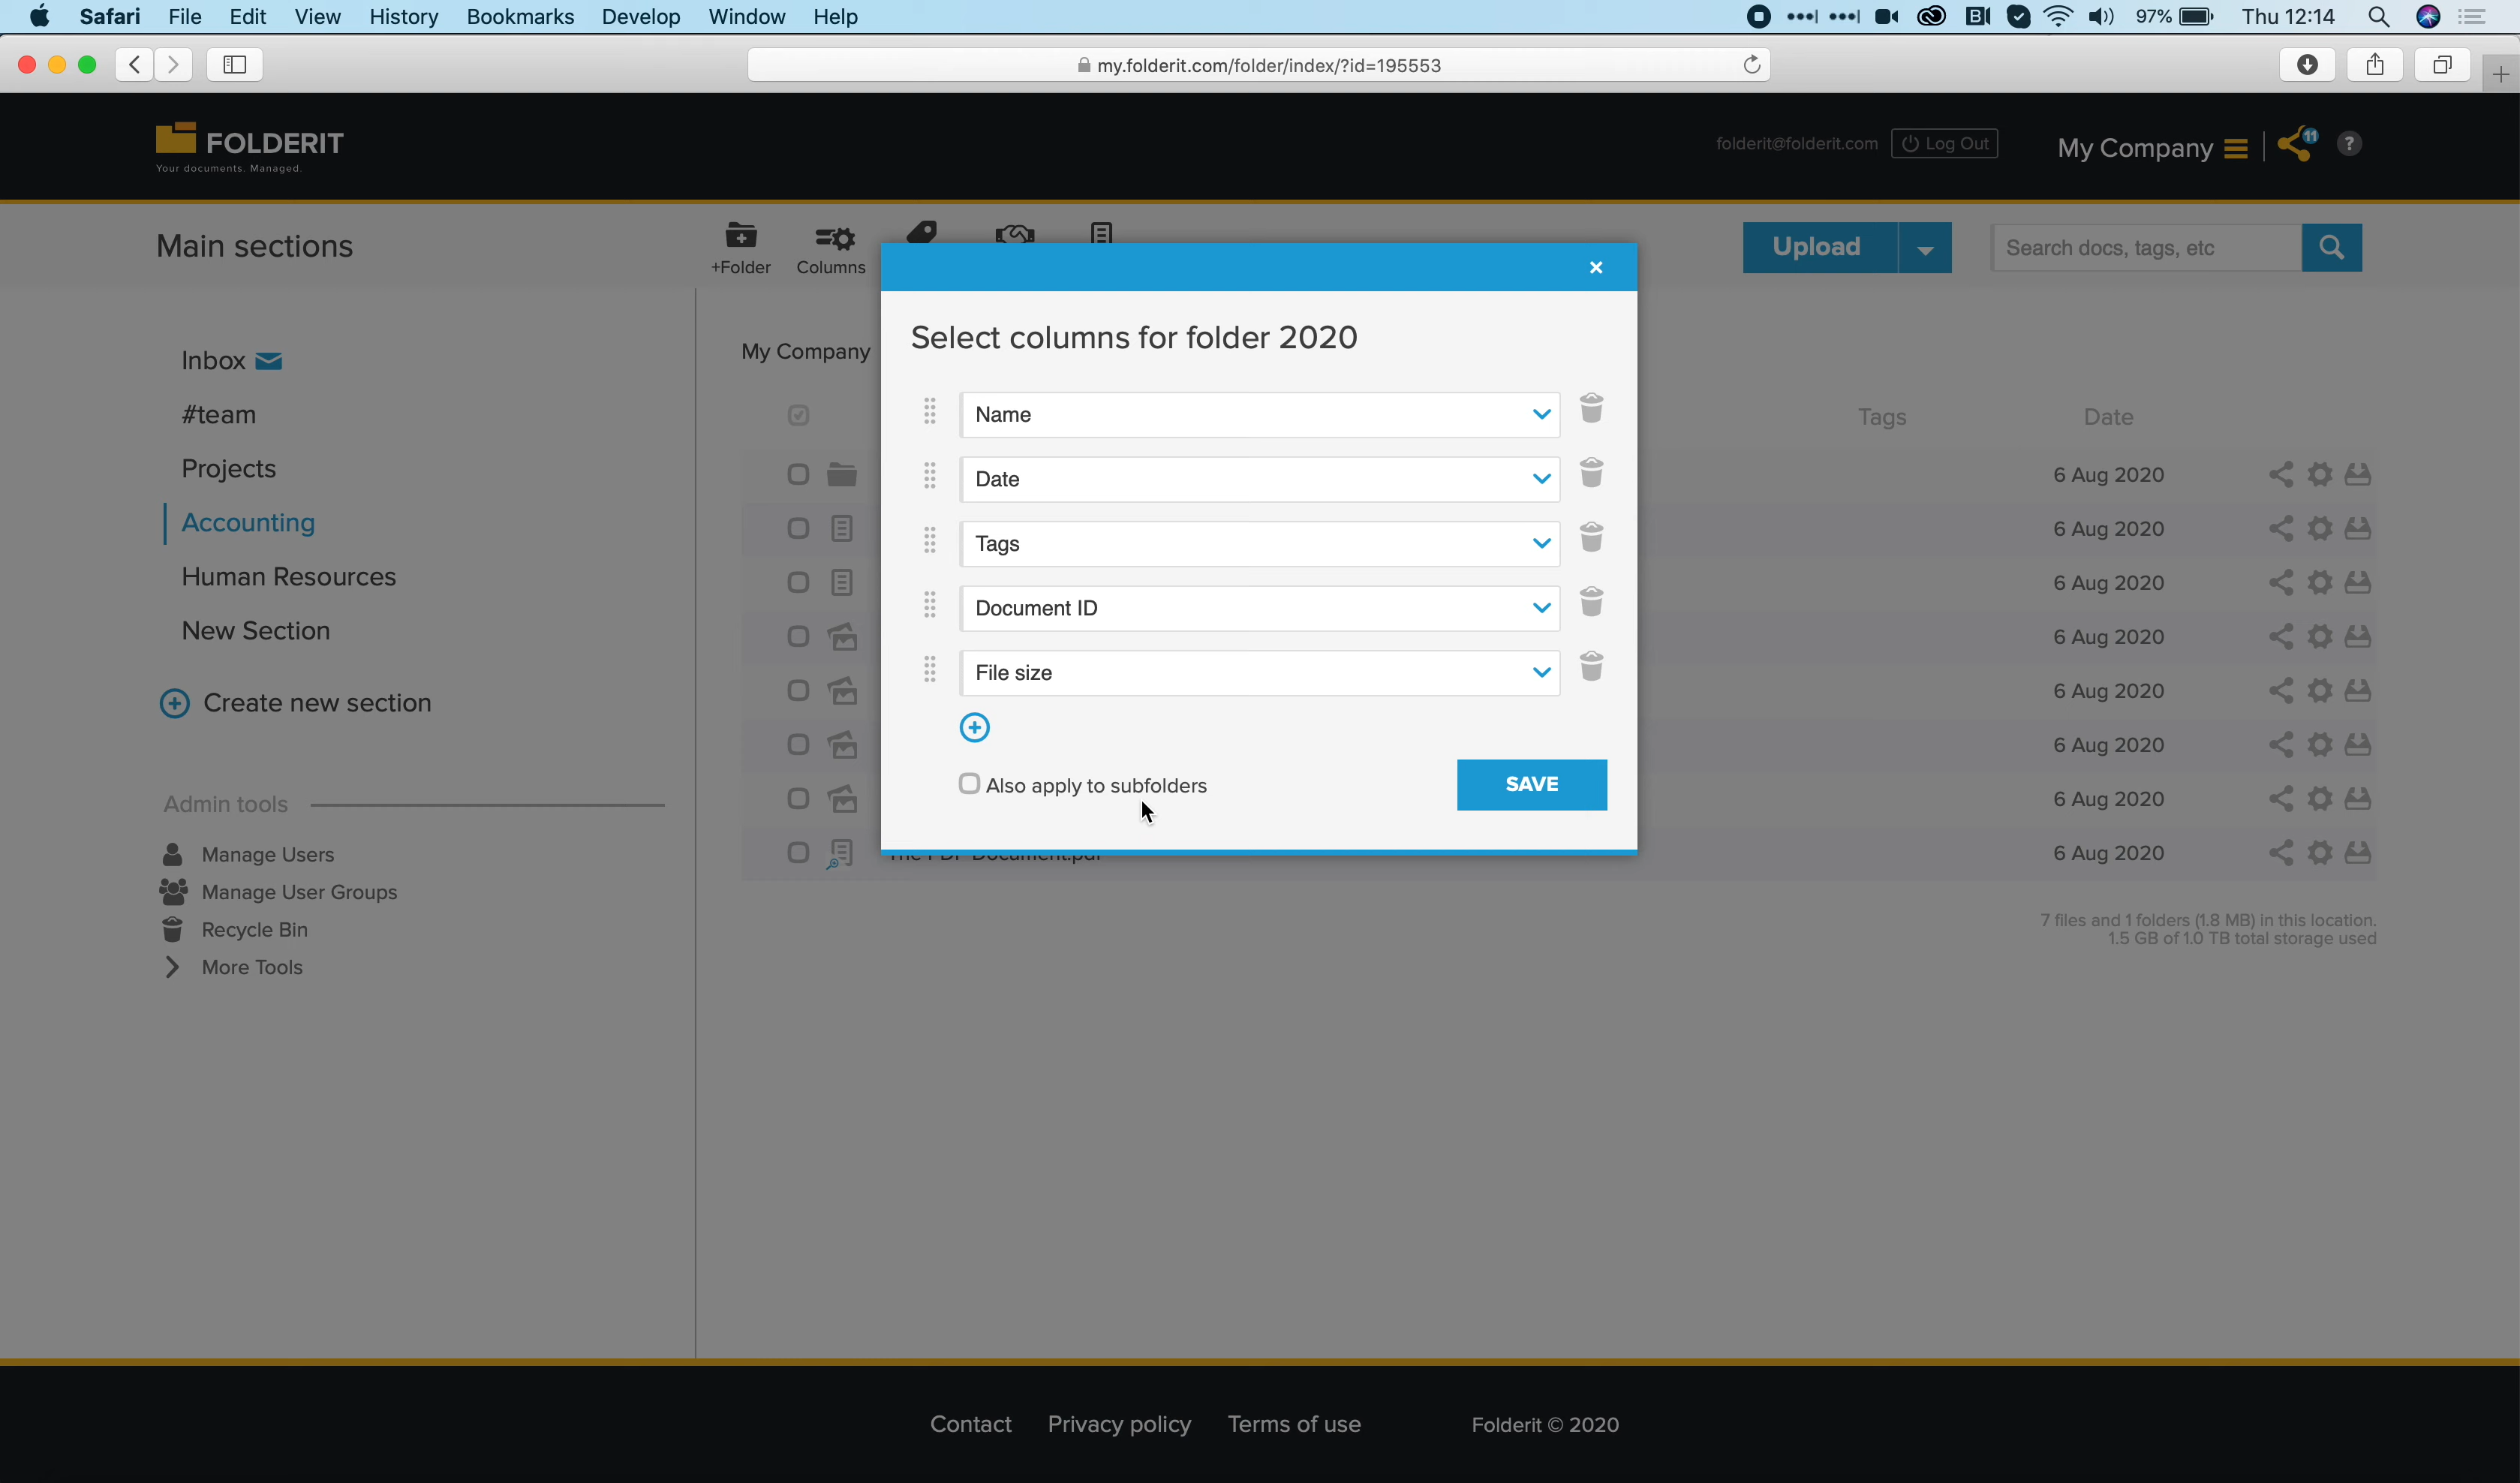 Safari File Edit View History Bookmarks Develop Window Help 97% Thu 12:14
my.folderit.com/folder/index/?id=195553
FOLDERIT
Your documents. Managed.
folderit@folderit.com Log Out My Company 11 ?
Main sections
+Folder Columns
Upload
Search docs, tags, etc
Inbox
#team
Projects
Accounting
Human Resources
New Section
Create new section
Admin tools
Manage Users
Manage User Groups
Recycle Bin
More Tools
My Company
Select columns for folder 2020
Name
Date
Tags
Document ID
File size
Also apply to subfolders
SAVE
Tags Date
6 Aug 2020
6 Aug 2020
6 Aug 2020
6 Aug 2020
6 Aug 2020
6 Aug 2020
6 Aug 2020
The PDF Document.pdf 6 Aug 2020
7 files and 1 folders (1.8 MB) in this location.
1.5 GB of 1.0 TB total storage used
Contact Privacy policy Terms of use Folderit © 2020